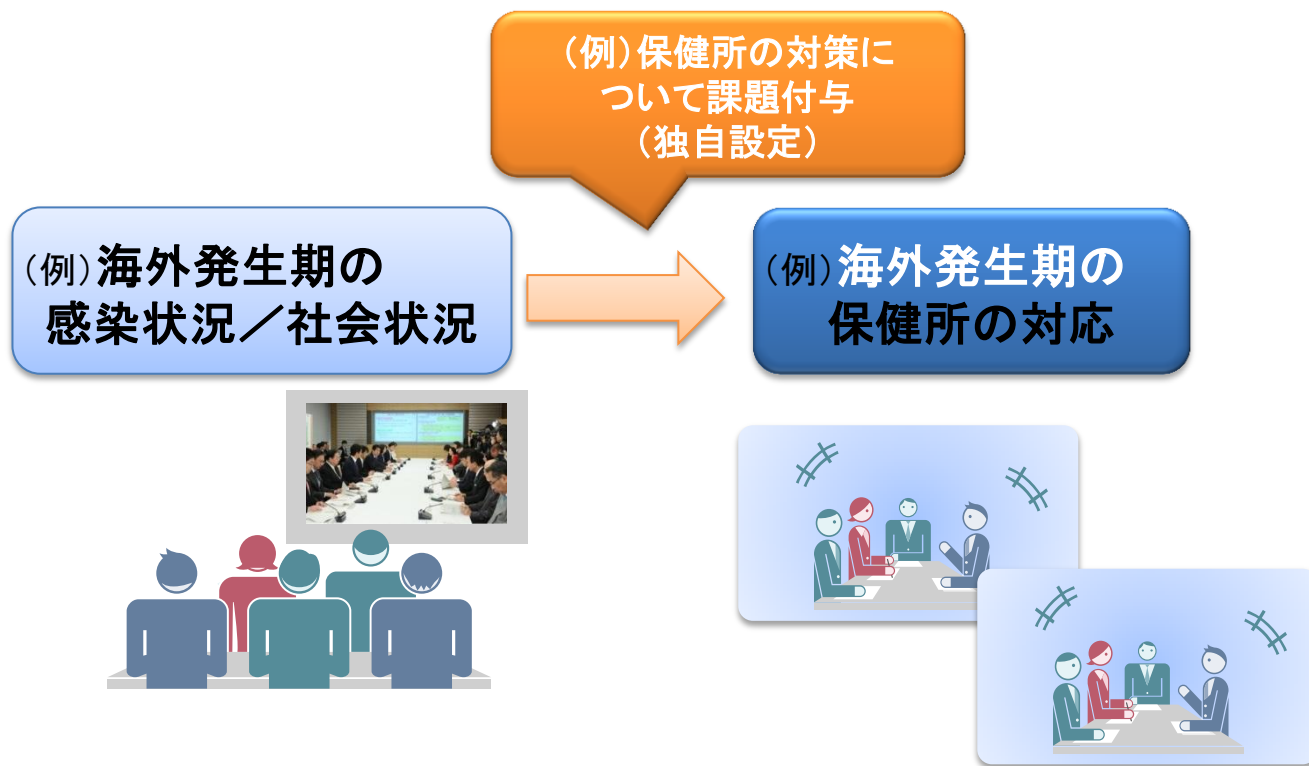 （例）保健所の対策に
ついて課題付与
（独自設定）
（例）海外発生期の
感染状況／社会状況
（例）海外発生期の
保健所の対応